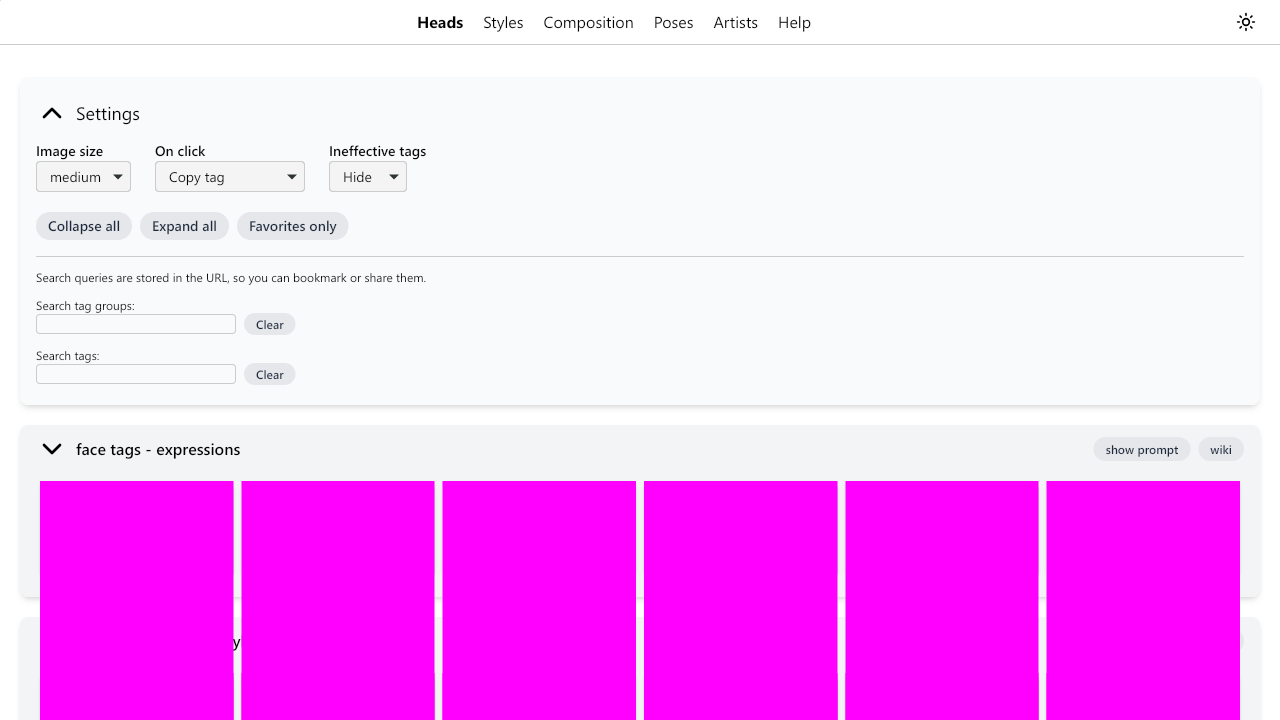 Heads Styles Composition Poses Artists Help
Settings
Image size On click Ineffective tags
medium Copy tag Hide
Collapse all Expand all Favorites only
Search queries are stored in the URL, so you can bookmark or share them.
Search tag groups:
Clear
Search tags:
Clear
face tags - expressions show prompt wiki